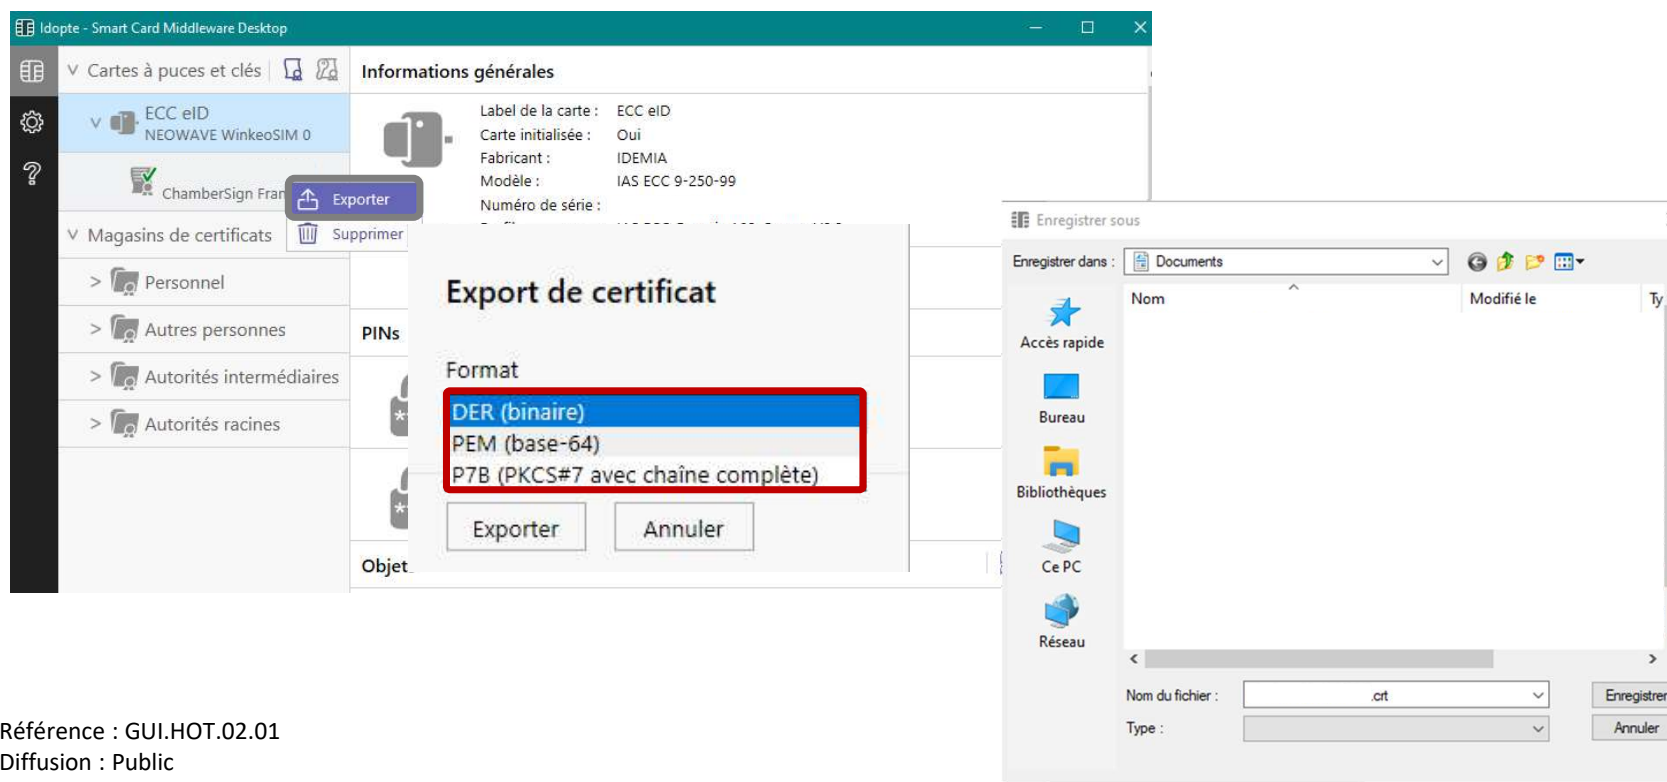 Idopte - Smart Card Middleware Desktop
Cartes à puces et clés
ECC eID
NEOWAVE WinkeoSIM 0
ChamberSign Fran
Exporter
Supprimer
Magasins de certificats
Personnel
Autres personnes
Autorités intermédiaires
Autorités racines
Informations générales
Label de la carte : ECC eID
Carte initialisée : Oui
Fabricant : IDEMIA
Modèle : IAS ECC 9-250-99
Numéro de série :
PINs
Objet
Export de certificat
Format
DER (binaire)
PEM (base-64)
P7B (PKCS#7 avec chaîne complète)
Exporter Annuler
Enregistrer sous
Enregistrer dans : Documents
Nom Modifié le Ty
Accès rapide
Bureau
Bibliothèques
Ce PC
Réseau
Nom du fichier : .crt Enregistrer
Type : Annuler
Référence : GUI.HOT.02.01
Diffusion : Public